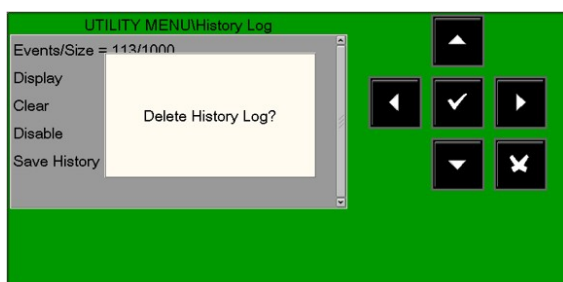 UTILITY MENU\History Log
Events/Size = 113/1000
Display
Clear
Disable
Save History
Delete History Log?